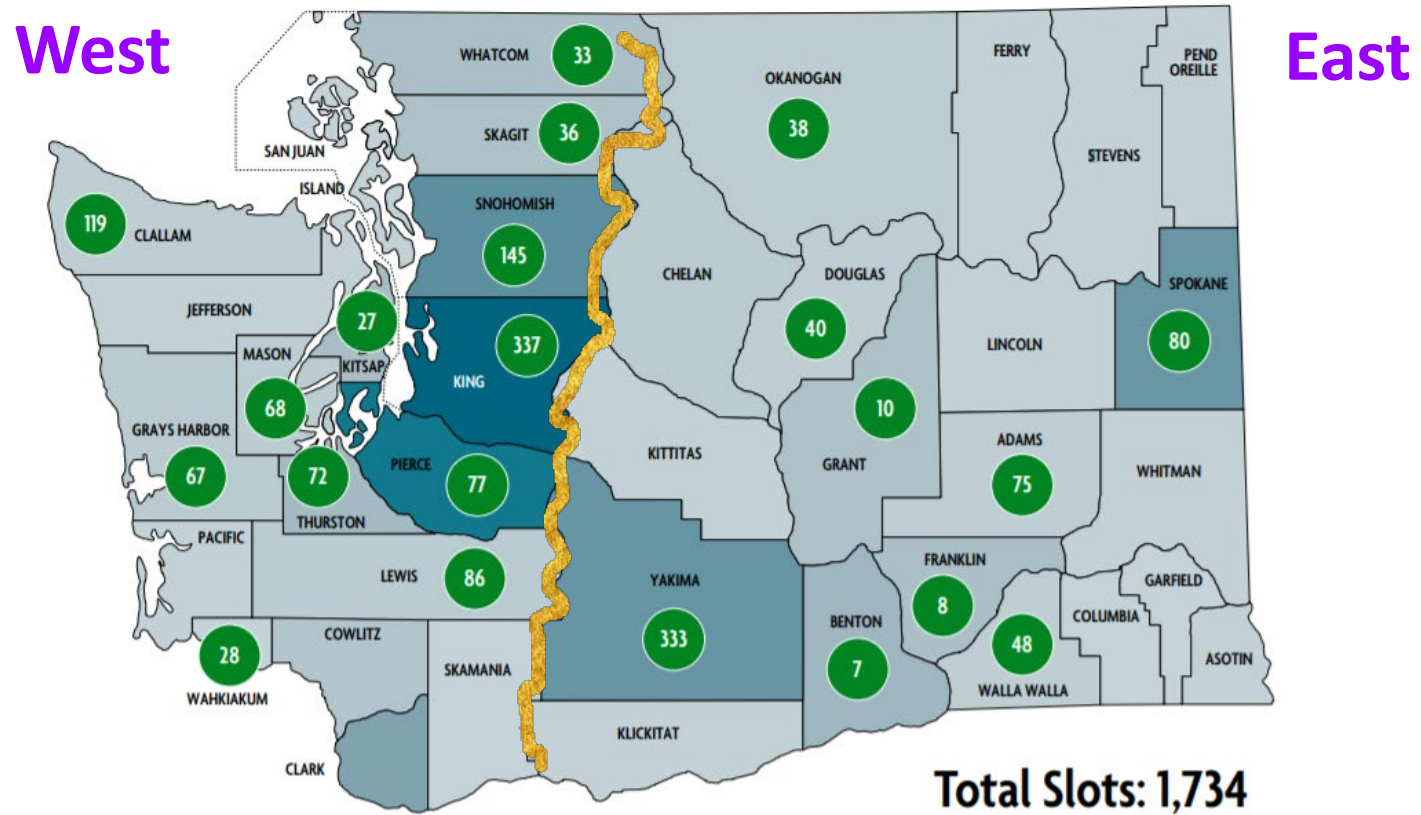 West
East
WHATCOM
33
SKAGIT
36
SAN JUAN
ISLAND
SNOHOMISH
145
119
CLALLAM
JEFFERSON
27
KITSAP
MASON
68
KING
337
GRAYS HARBOR
67
72
THURSTON
PIERCE
77
PACIFIC
LEWIS
86
28
WAHKIAKUM
COWLITZ
SKAMANIA
CLARK
OKANOGAN
38
FERRY
PEND
OREILLE
STEVENS
CHELAN
DOUGLAS
40
SPOKANE
80
LINCOLN
10
GRANT
KITTITAS
ADAMS
75
WHITMAN
YAKIMA
333
FRANKLIN
8
BENTON
7
48
WALLA WALLA
COLUMBIA
GARFIELD
ASOTIN
KLICKITAT
Total Slots: 1,734